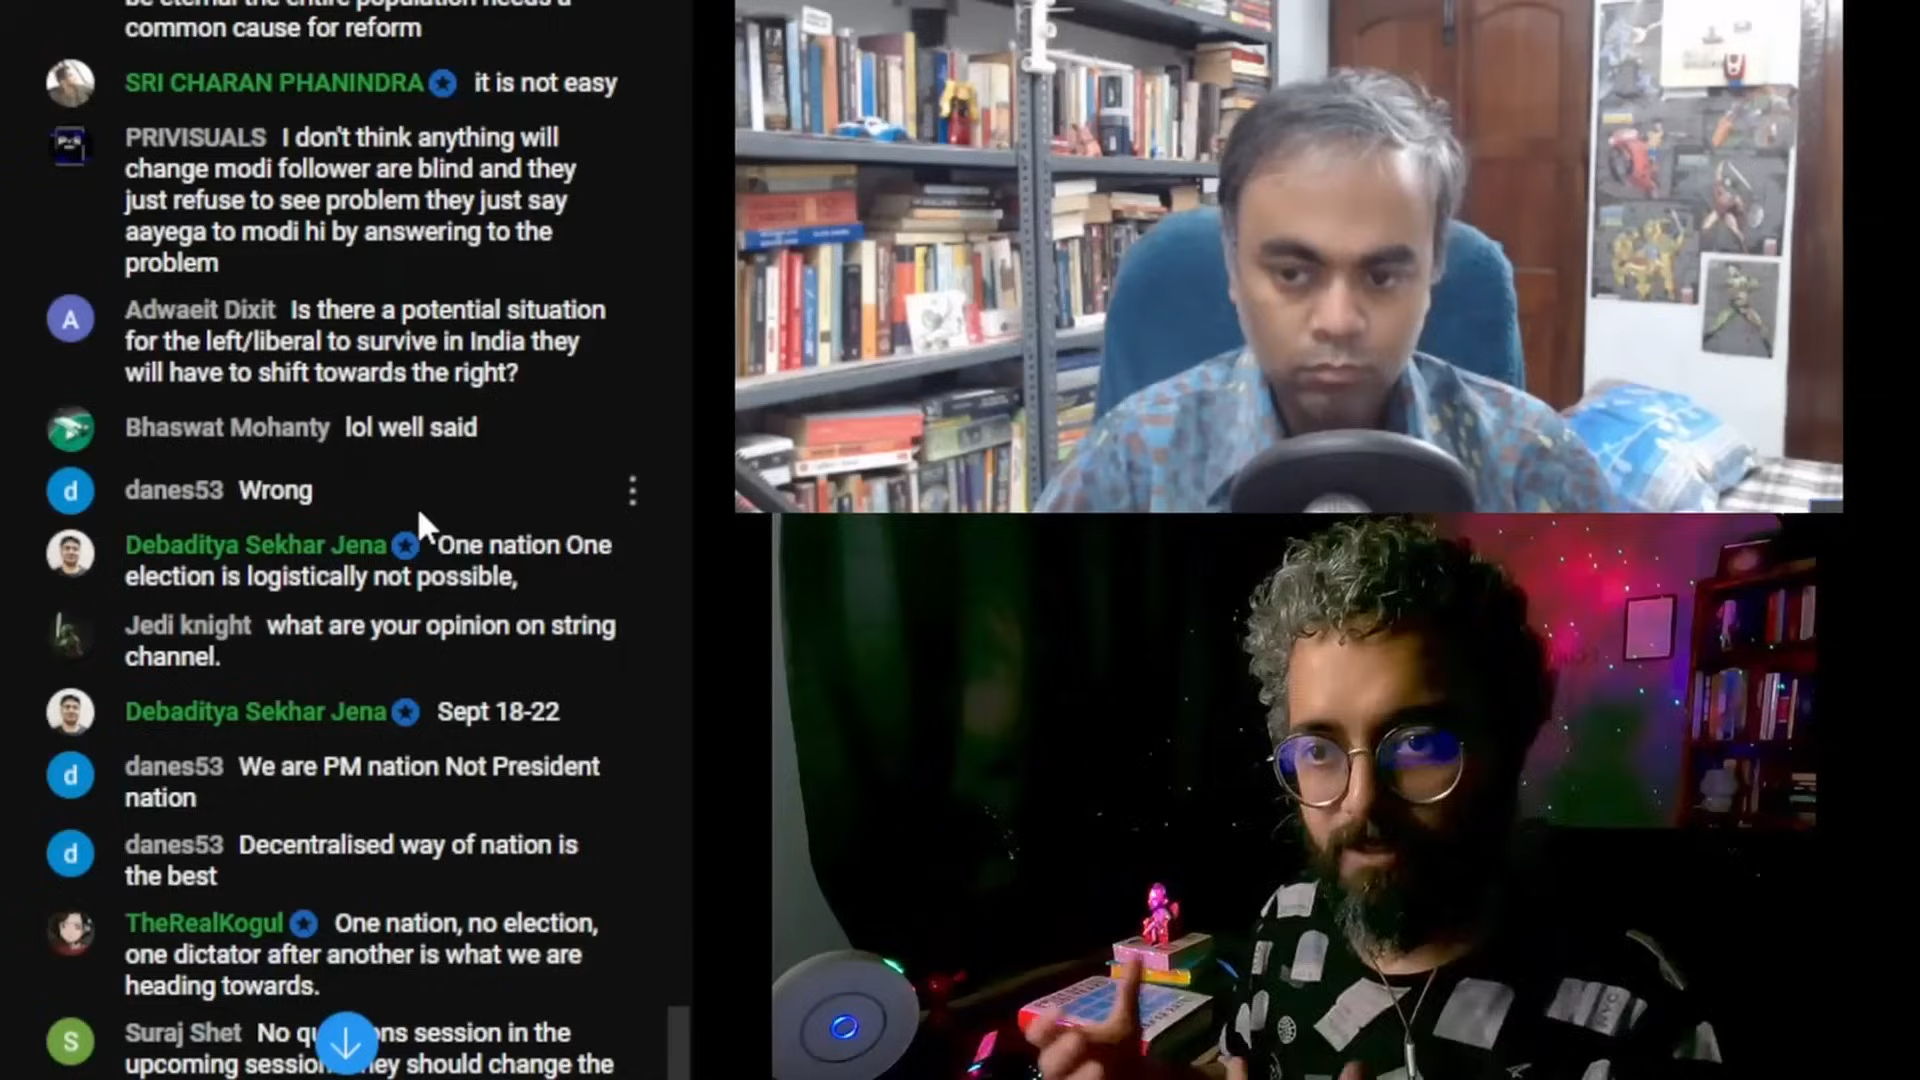 common cause for reform
SRI CHARAN PHANINDRA it is not easy
PRIVISUALS I don't think anything will
change modi follower are blind and they
just refuse to see problem they just say
aayega to modi hi by answering to the
problem
A
Adwaeit Dixit Is there a potential situation
for the left/liberal to survive in India they
will have to shift towards the right?
Bhaswat Mohanty lol well said
d
danes53 Wrong
Debaditya Sekhar Jena One nation One
election is logistically not possible,
Jedi knight what are your opinion on string
channel.
Debaditya Sekhar Jena Sept 18-22
d
danes53 We are PM nation Not President
nation
d
danes53 Decentralised way of nation is
the best
TheRealKogul One nation, no election,
one dictator after another is what we are
heading towards.
S
Suraj Shet No session in the
upcoming should change the